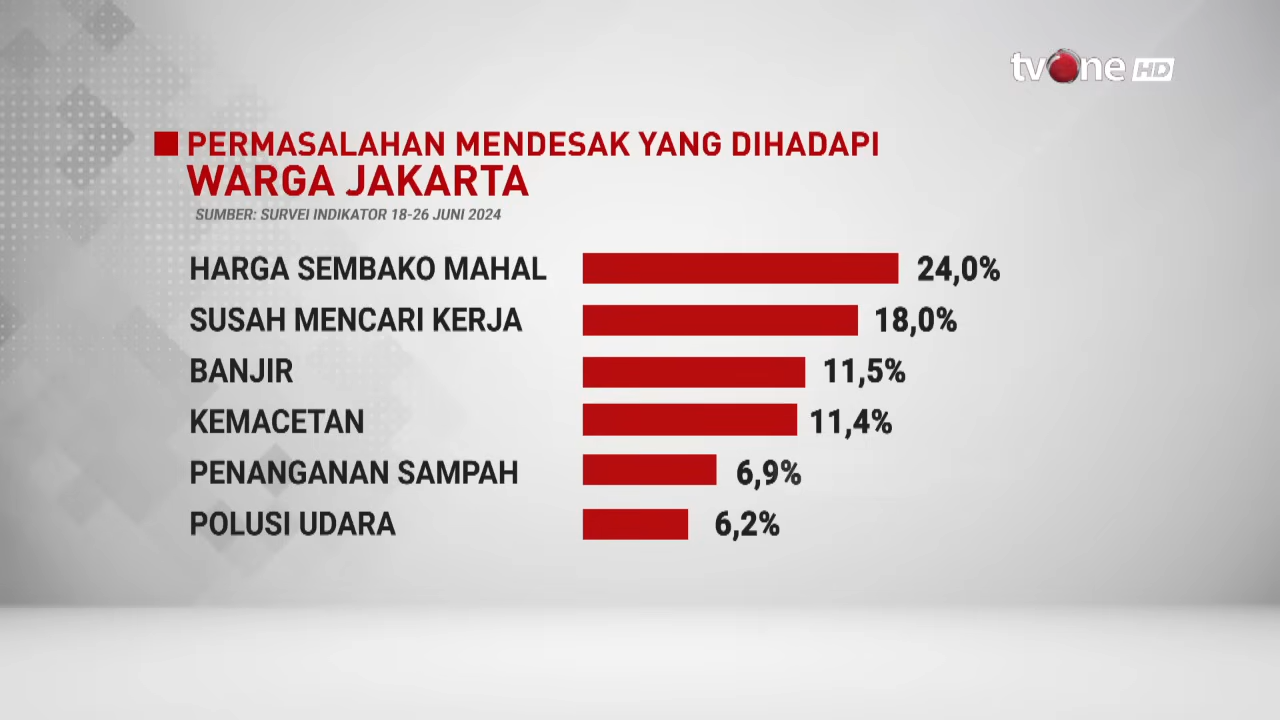 tvOne HD
PERMASALAHAN MENDESAK YANG DIHADAPI
WARGA JAKARTA
SUMBER: SURVEI INDIKATOR 18-26 JUNI 2024
HARGA SEMBAKO MAHAL 24,0%
SUSAH MENCARI KERJA 18,0%
BANJIR 11,5%
KEMACETAN 11,4%
PENANGANAN SAMPAH 6,9%
POLUSI UDARA 6,2%